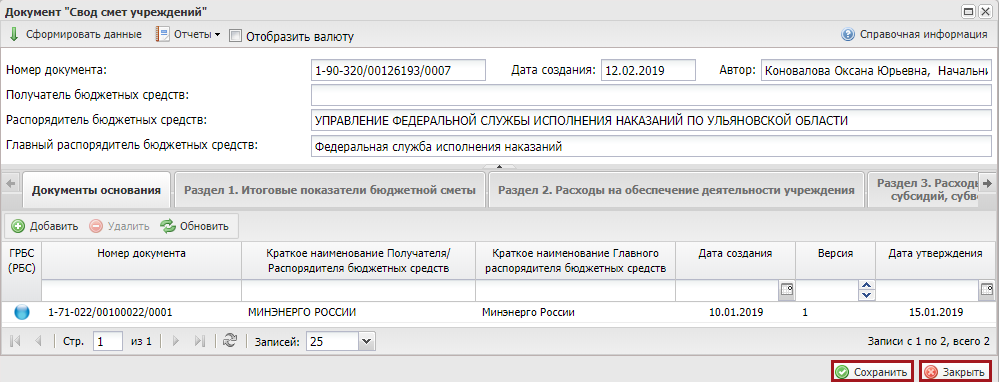 Документ "Свод смет учреждений"
Сформировать данные Отчеты Отобразить валюту Справочная информация
Номер документа: 1-90-320/00126193/0007 Дата создания: 12.02.2019 Автор: Коновалова Оксана Юрьевна, Начальни
Получатель бюджетных средств:
Распорядитель бюджетных средств: УПРАВЛЕНИЕ ФЕДЕРАЛЬНОЙ СЛУЖБЫ ИСПОЛНЕНИЯ НАКАЗАНИЙ ПО УЛЬЯНОВСКОЙ ОБЛАСТИ
Главный распорядитель бюджетных средств: Федеральная служба исполнения наказаний
Документы основания Раздел 1. Итоговые показатели бюджетной сметы Раздел 2. Расходы на обеспечение деятельности учреждения Раздел 3. Расходы
субсидий, субв
Добавить Удалить Обновить
ГРБС Номер документа Краткое наименование Получателя/ Краткое наименование Главного Дата создания Версия Дата утверждения
(РБС) Распорядителя бюджетных средств распорядителя бюджетных средств
1-71-022/00100022/0001 МИНЭНЕРГО РОССИИ Минэнерго России 10.01.2019 1 15.01.2019
Стр. 1 из 1 Записей: 25 Записи с 1 по 2, всего 2
Сохранить Закрыть